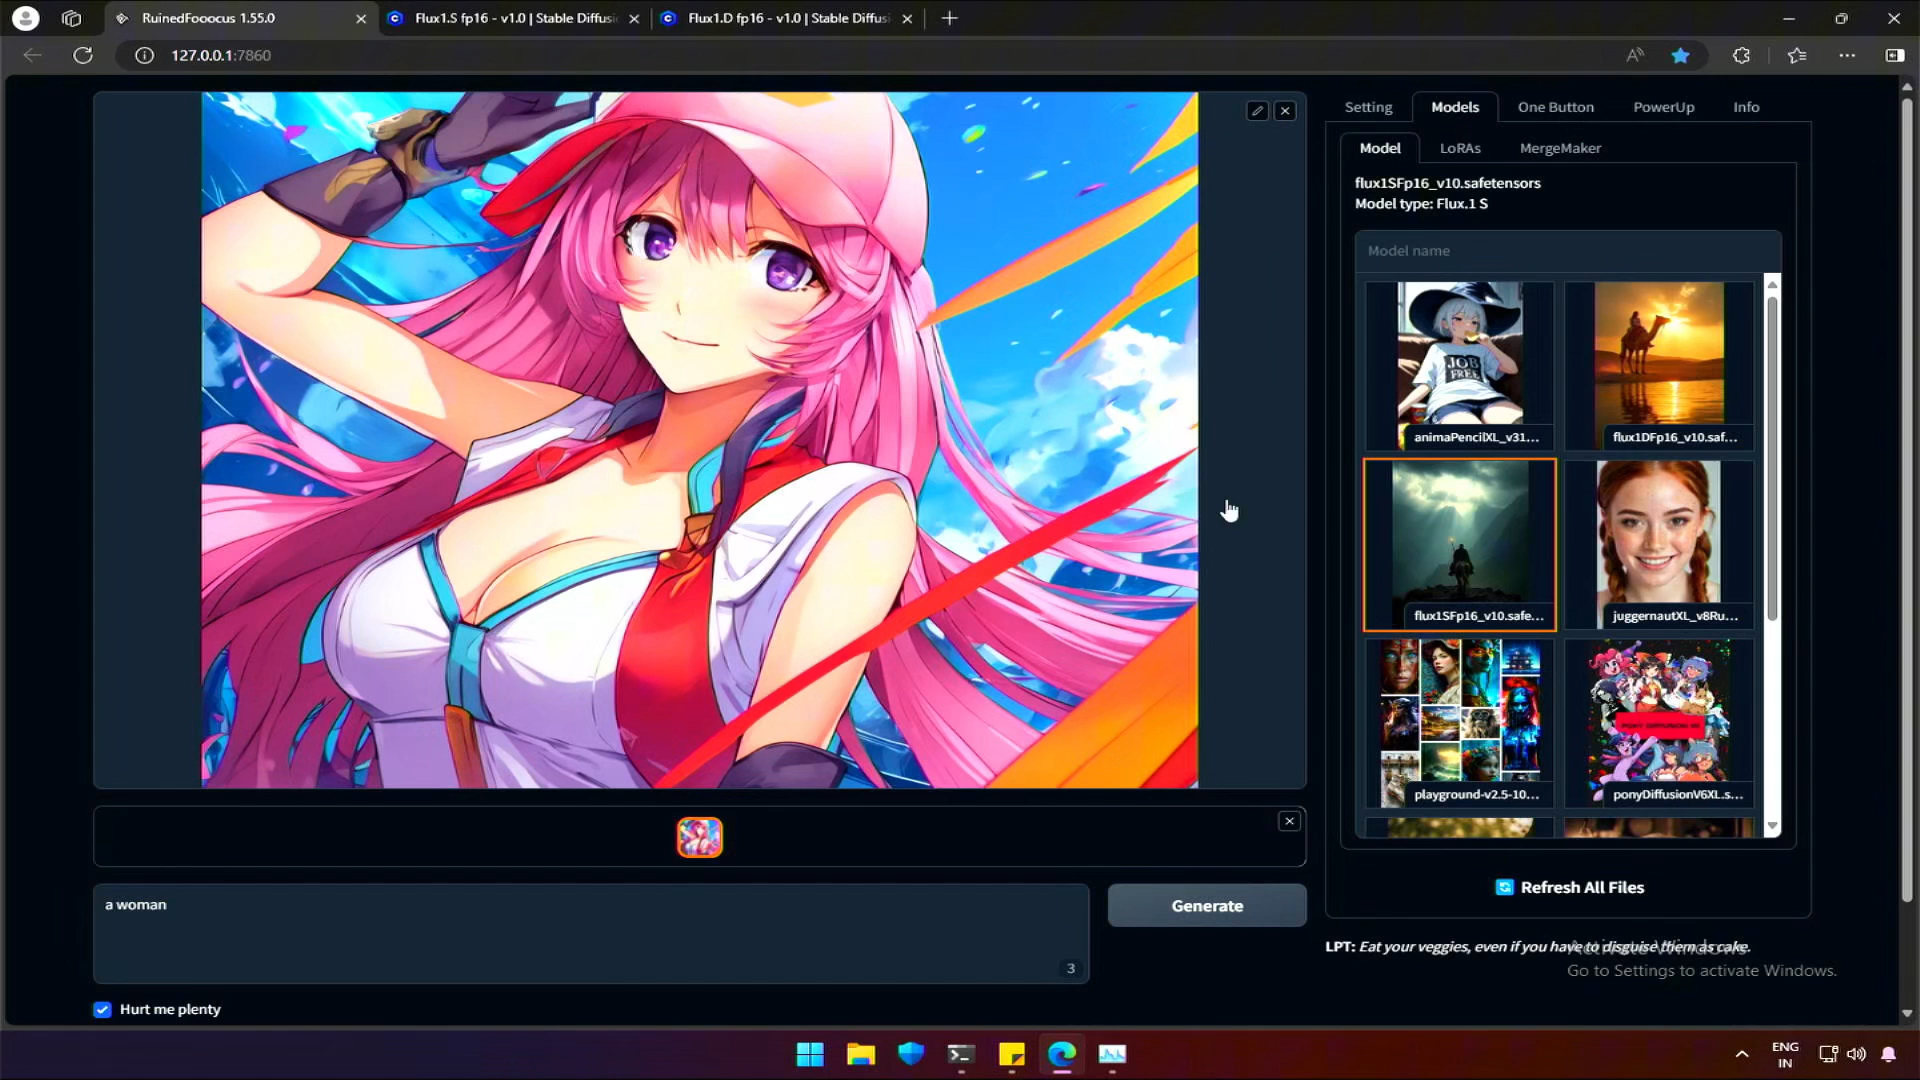 RuinedFooocus 1.55.0
Flux1.S fp16 - v1.0 | Stable Diffusi
Flux1.D fp16 - v1.0 | Stable Diffusi
127.0.0.1:7860
Setting
Models
One Button
PowerUp
Info
Model
LoRAs
MergeMaker
flux1SFp16_v10.safetensors
Model type: Flux.1 S
Model name
JOB
FREE
animaPencilXL_v31...
flux1DFp16_v10.saf...
flux1SFp16_v10.safe...
juggernautXL_v8Ru...
playground-v2.5-10...
ponyDiffusionV6XL.s...
Refresh All Files
a woman
3
Generate
LPT: Eat your veggies, even if you have to disguise them as cake.
Activate Windows
Go to Settings to activate Windows.
Hurt me plenty
ENG
IN